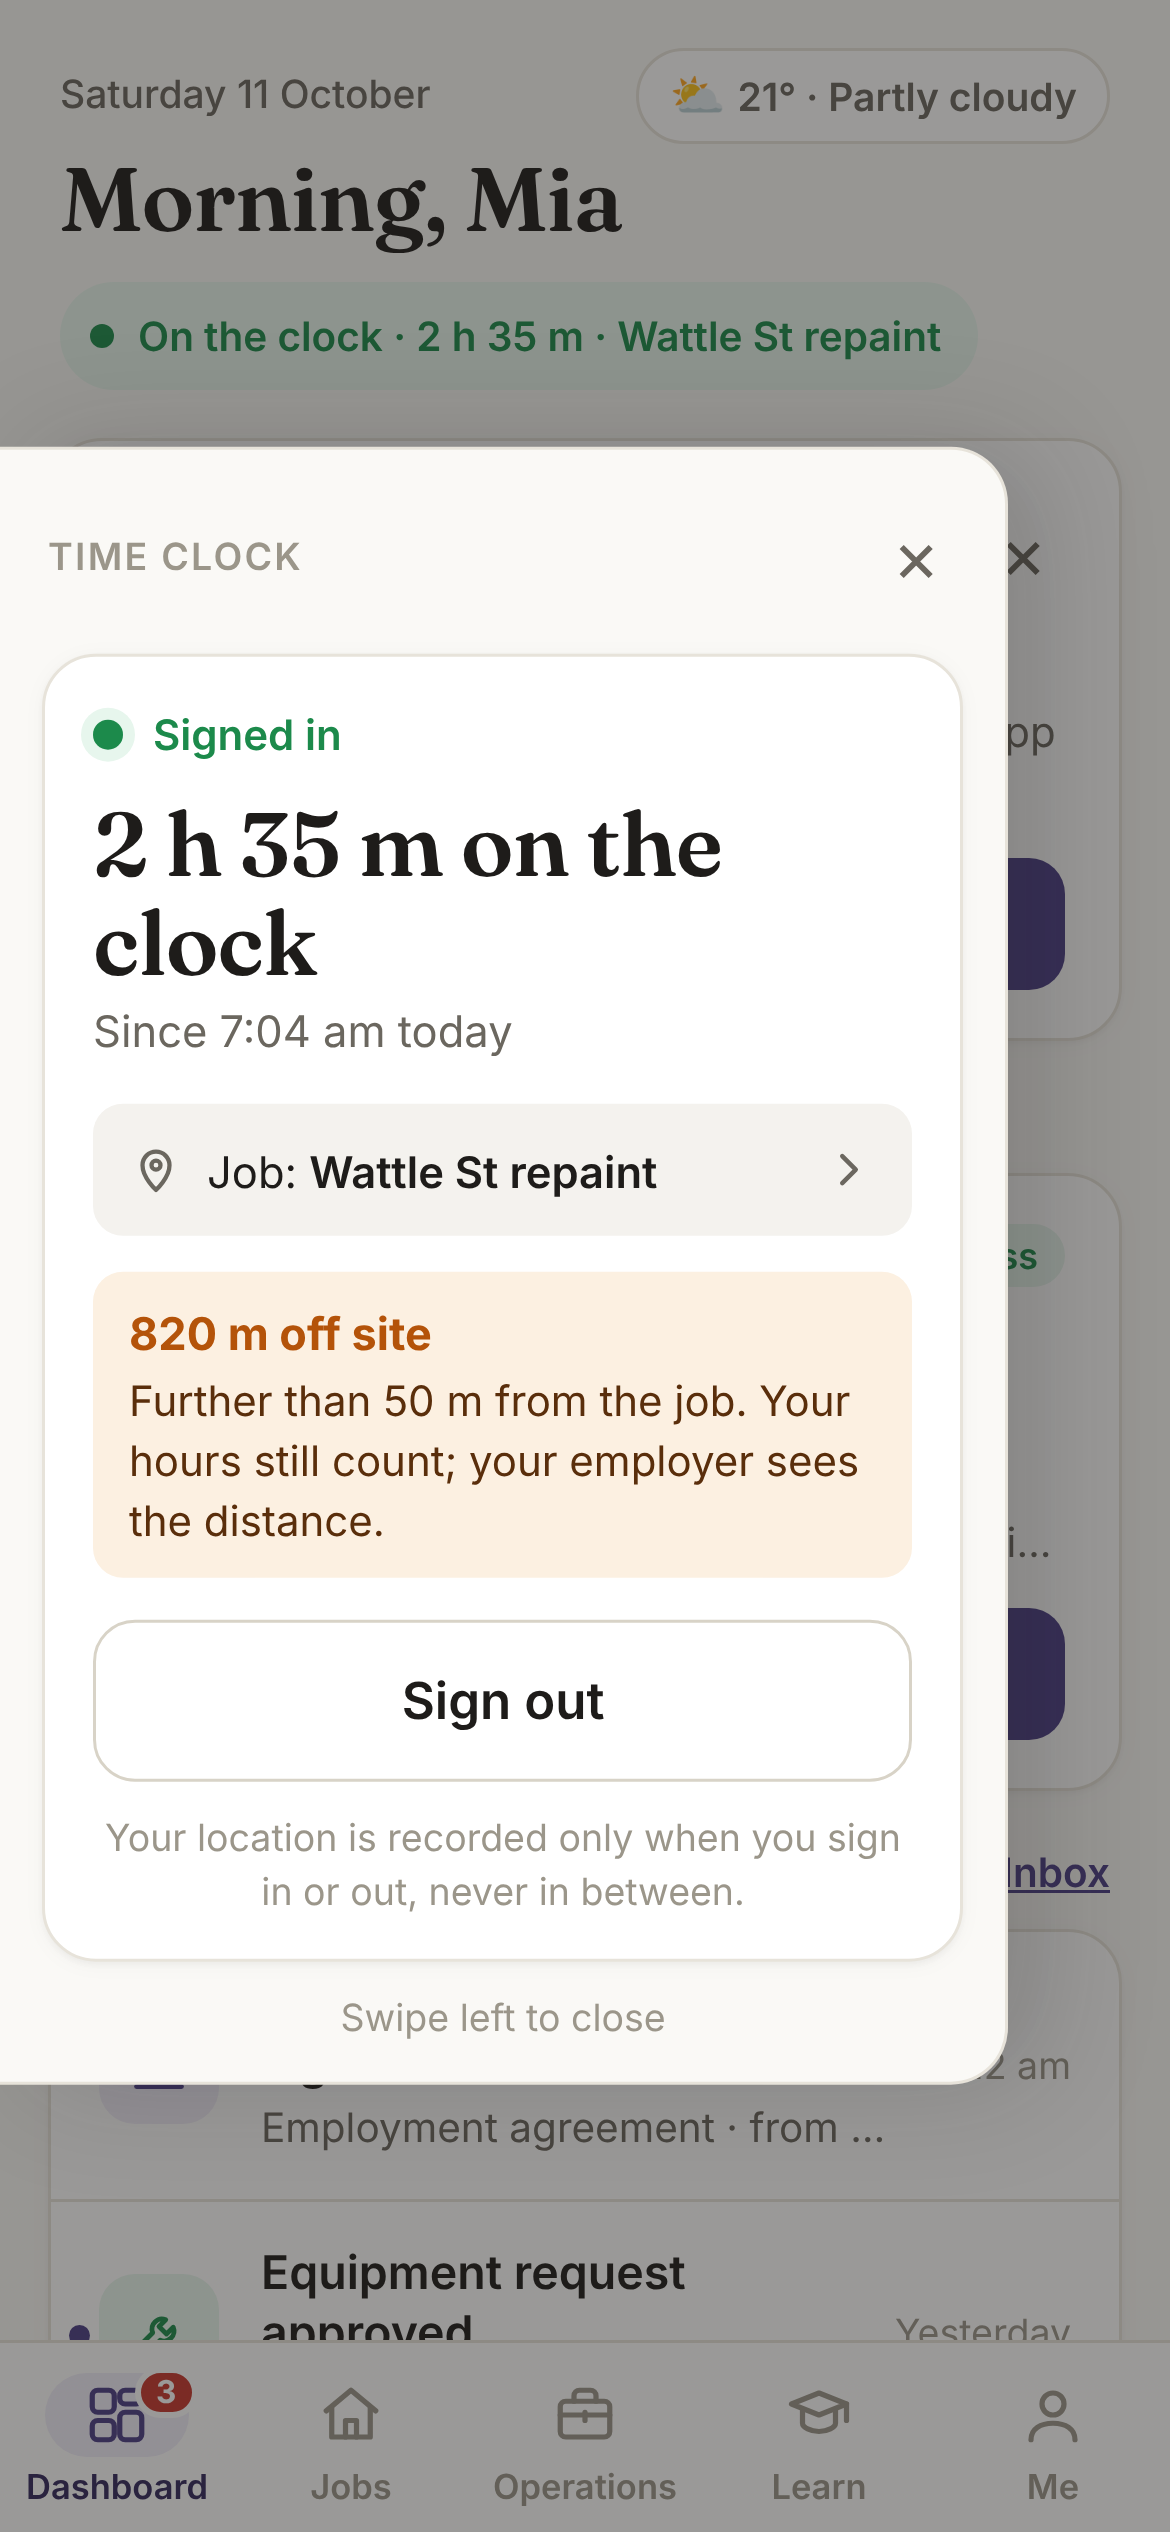 Saturday 11 October
21° · Partly cloudy
Morning, Mia
On the clock · 2 h 35 m · Wattle St repaint
TIME CLOCK
Signed in
2 h 35 m on the
clock
Since 7:04 am today
Job: Wattle St repaint
820 m off site
Further than 50 m from the job. Your
hours still count; your employer sees
the distance.
Sign out
Your location is recorded only when you sign
in or out, never in between.
Inbox
Swipe left to close
am
Employment agreement · from ...
Equipment request
approved
Yesterday
3
Dashboard
Jobs
Operations
Learn
Me